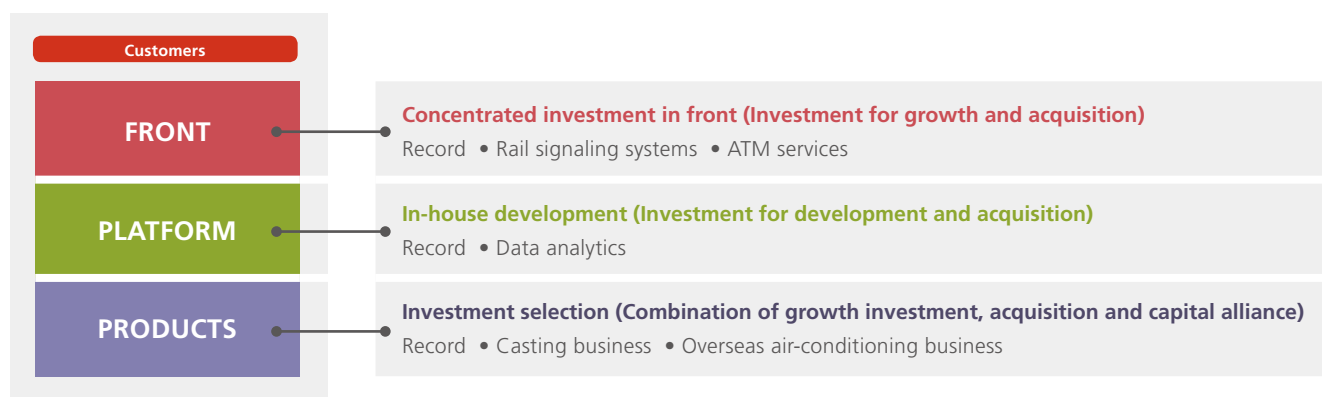 Customers
FRONT
Concentrated investment in front (Investment for growth and acquisition)
Record • Rail signaling systems • ATM services
PLATFORM
In-house development (Investment for development and acquisition)
Record • Data analytics
PRODUCTS
Investment selection (Combination of growth investment, acquisition and capital alliance)
Record • Casting business • Overseas air-conditioning business